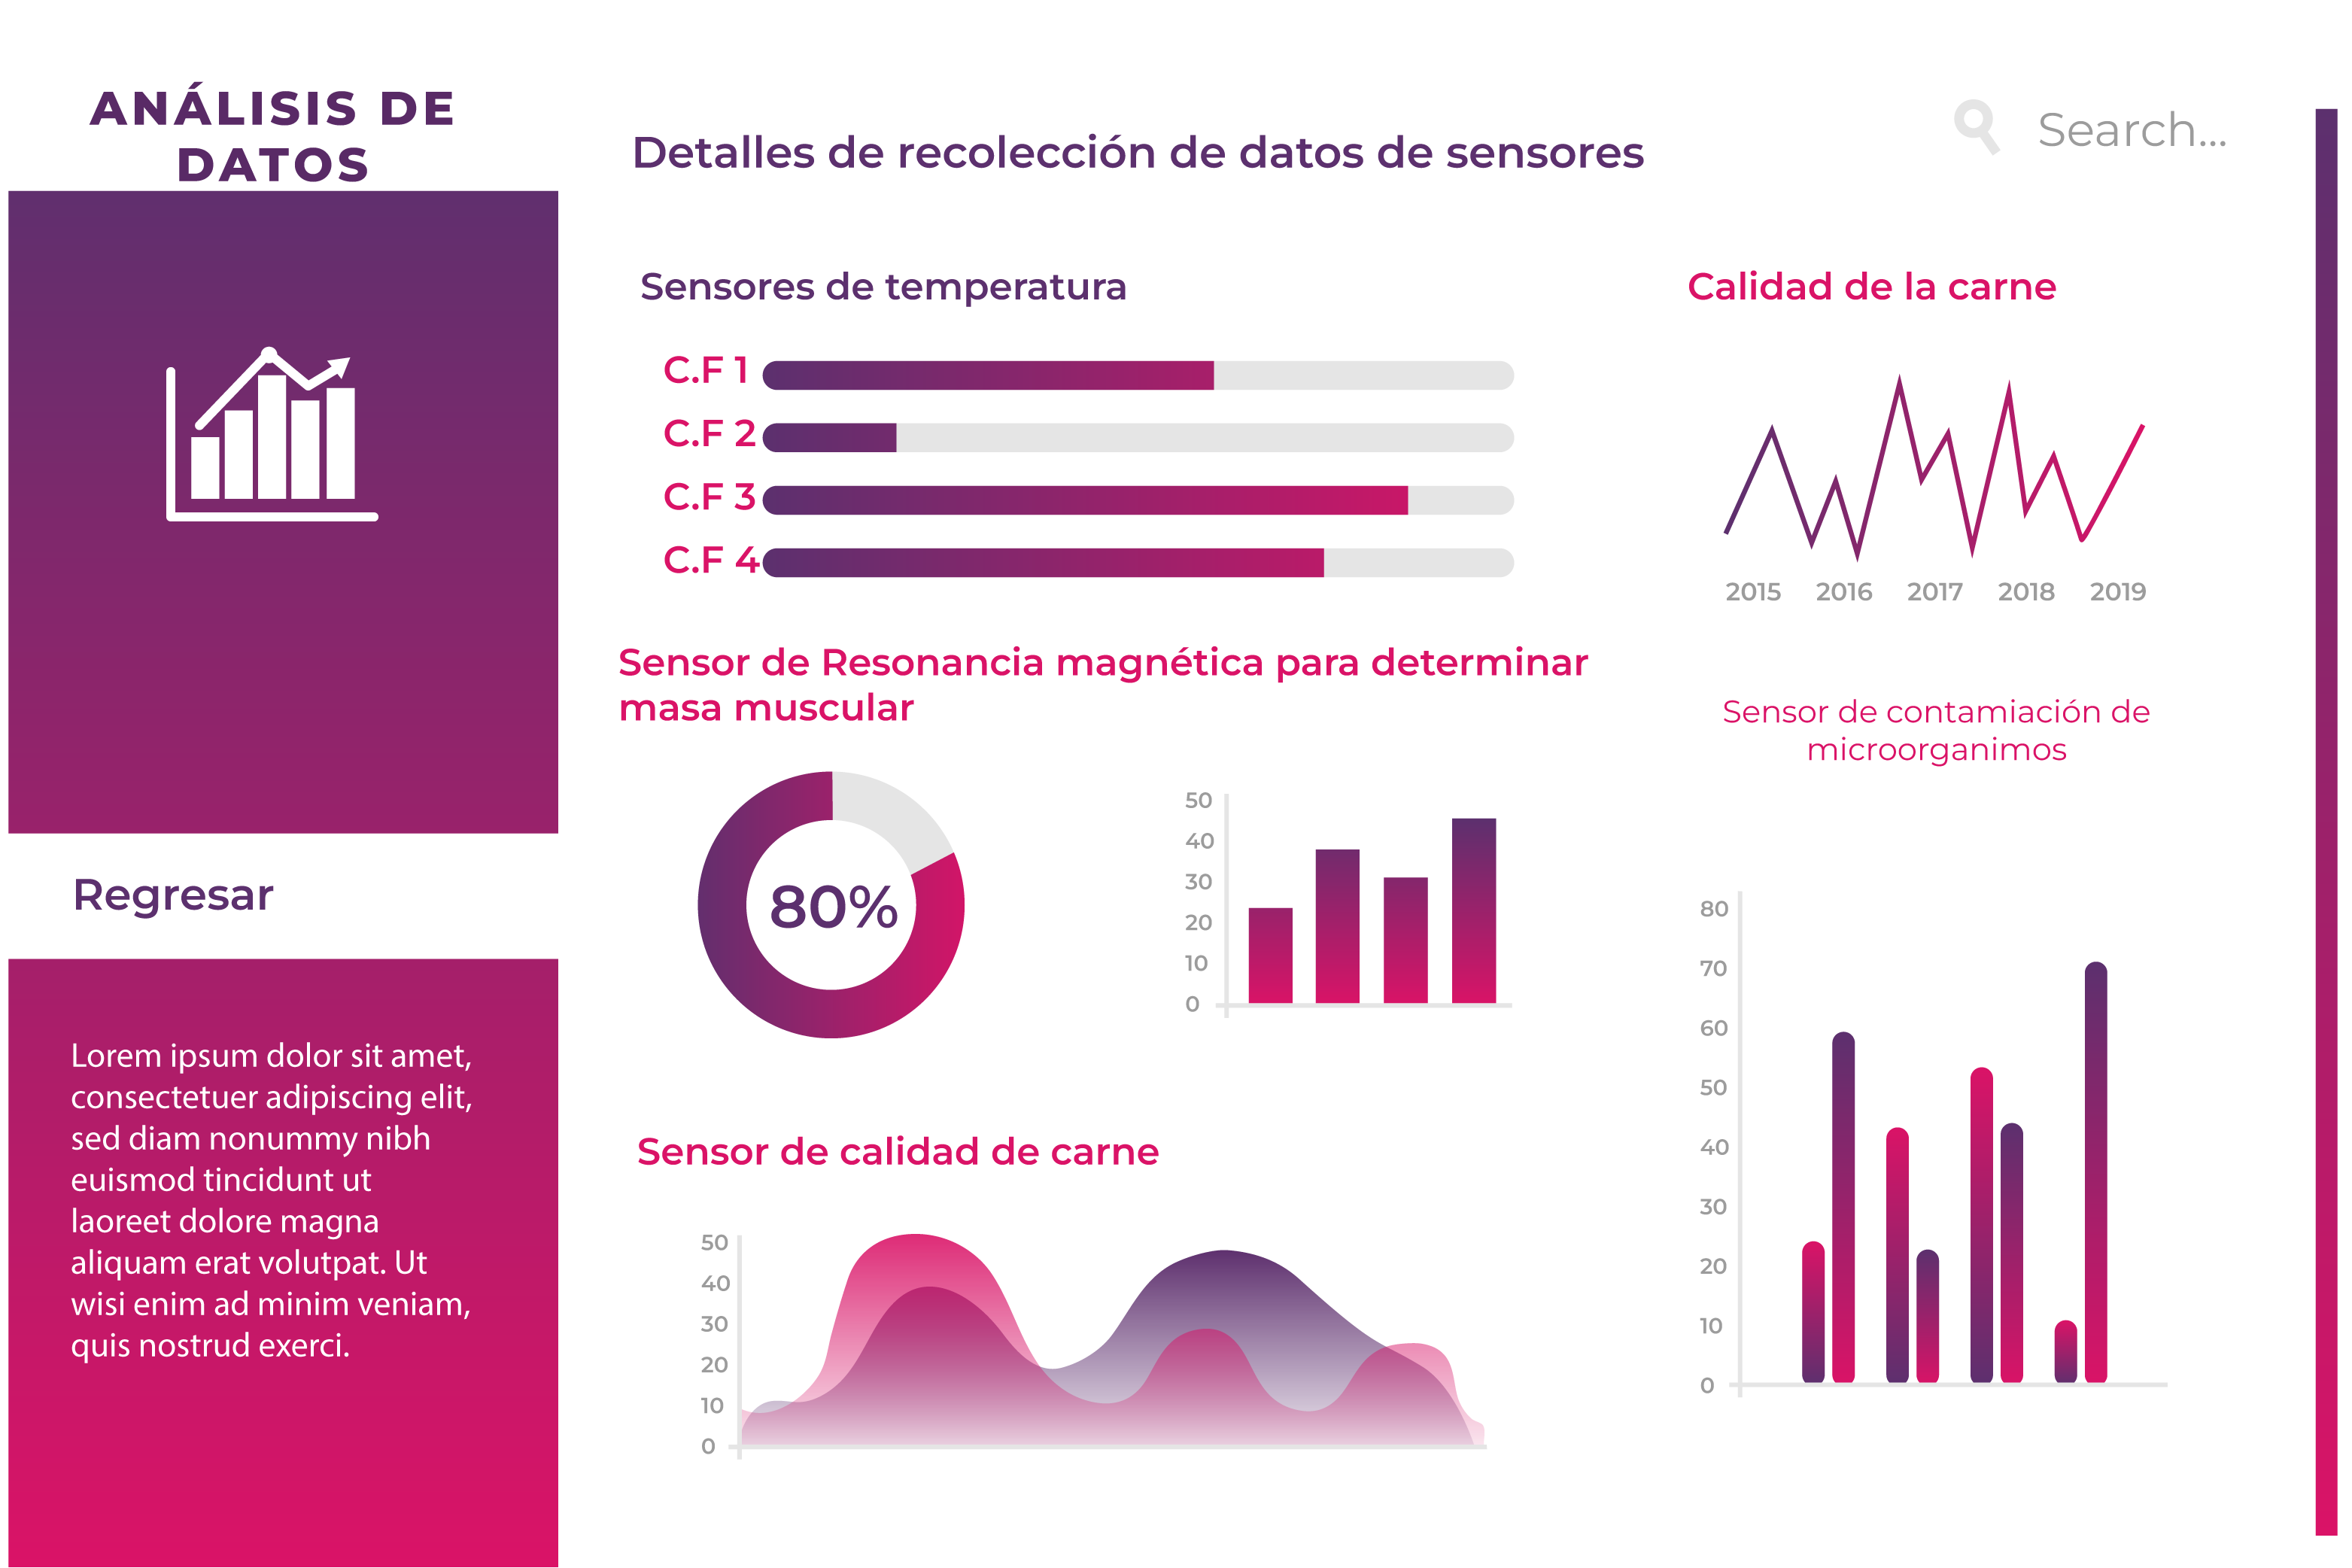 ANÁLISIS DE
DATOS
Regresar
Lorem ipsum dolor sit amet,
consectetuer adipiscing elit,
sed diam nonummy nibh
euismod tincidunt ut
laoreet dolore magna
aliquam erat volutpat. Ut
wisi enim ad minim veniam,
quis nostrud exerci.
Detalles de recolección de datos de sensores
Search...
Sensores de temperatura
C.F 1
C.F 2
C.F 3
C.F 4
Calidad de la carne
2015 2016 2017 2018 2019
Sensor de Resonancia magnética para determinar
masa muscular
80%
50
40
30
20
10
0
Sensor de contamiación de
microorganimos
80
70
60
50
40
30
20
10
0
Sensor de calidad de carne
50
40
30
20
10
0